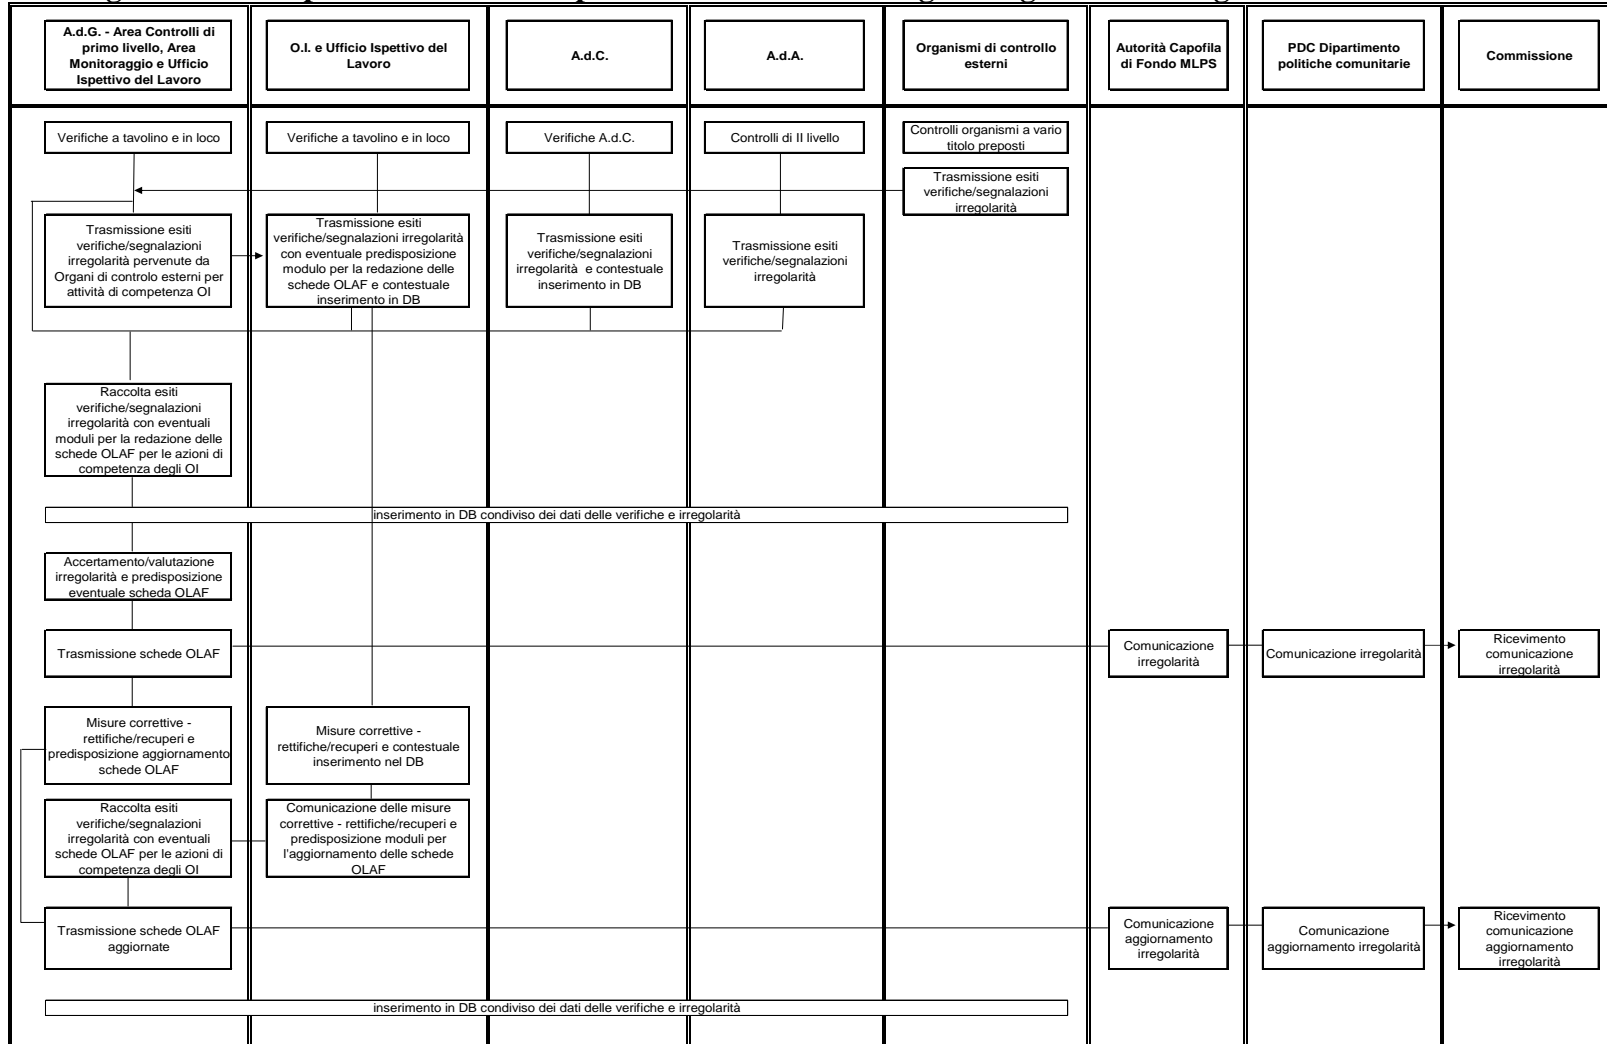 A.d.G. - Area Controlli di
primo livello, Area
Monitoraggio e Ufficio
Ispettivo del Lavoro
O.I. e Ufficio Ispettivo del
Lavoro
A.d.C.
A.d.A.
Organismi di controllo
esterni
Autorità Capofila
di Fondo MLPS
PDC Dipartimento
politiche comunitarie
Commissione
Verifiche a tavolino e in loco
Verifiche a tavolino e in loco
Verifiche A.d.C.
Controlli di II livello
Controlli organismi a vario
titolo preposti
Trasmissione esiti
verifiche/segnalazioni
irregolarità
Trasmissione esiti
verifiche/segnalazioni
irregolarità pervenute da
Organi di controlo esterni per
attività di competenza OI
Trasmissione esiti
verifiche/segnalazioni irregolarità
con eventuale predisposizione
modulo per la redazione delle
schede OLAF e contestuale
inserimento in DB
Trasmissione esiti
verifiche/segnalazioni
irregolarità e contestuale
inserimento in DB
Trasmissione esiti
verifiche/segnalazioni
irregolarità
Raccolta esiti
verifiche/segnalazioni
irregolarità con eventuali
moduli per la redazione delle
schede OLAF per le azioni di
competenza degli OI
inserimento in DB condiviso dei dati delle verifiche e irregolarità
Accertamento/valutazione
irregolarità e predisposizione
eventuale scheda OLAF
Trasmissione schede OLAF
Comunicazione
irregolarità
Comunicazione irregolarità
Ricevimento
comunicazione
irregolarità
Misure correttive -
rettifiche/recuperi e
predisposizione aggiornamento
schede OLAF
Misure correttive -
rettifiche/recuperi e contestuale
inserimento nel DB
Raccolta esiti
verifiche/segnalazioni
irregolarità con eventuali
schede OLAF per le azioni di
competenza degli OI
Comunicazione delle misure
correttive - rettifiche/recuperi e
predisposizione moduli per
l'aggiornamento delle schede
OLAF
Trasmissione schede OLAF
aggiornate
Comunicazione
aggiornamento
irregolarità
Comunicazione
aggiornamento irregolarità
Ricevimento
comunicazione
aggiornamento
irregolarità
inserimento in DB condiviso dei dati delle verifiche e irregolarità